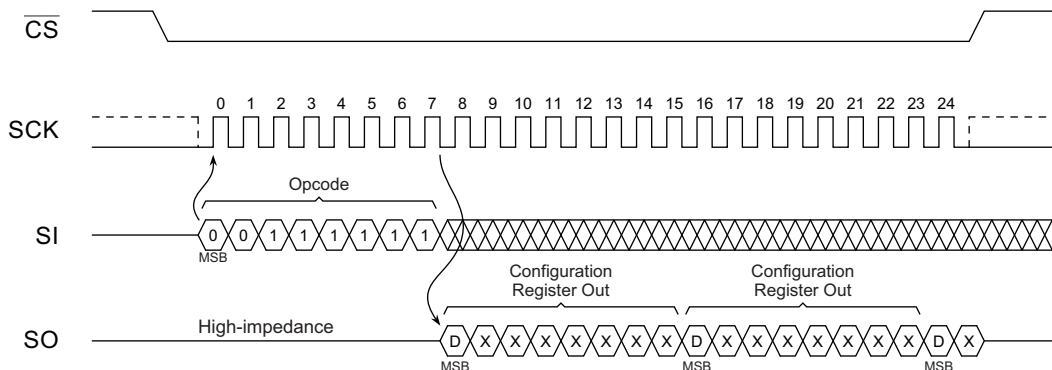 CS
SCK
0 1 2 3 4 5 6 7 8 9 10 11 12 13 14 15 16 17 18 19 20 21 22 23 24
Opcode
SI
0 0 1 1 1 1 1 1
MSB
Configuration
Register Out
Configuration
Register Out
High-impedance
SO
D X X X X X X X D X X X X X X X D X
MSB MSB MSB